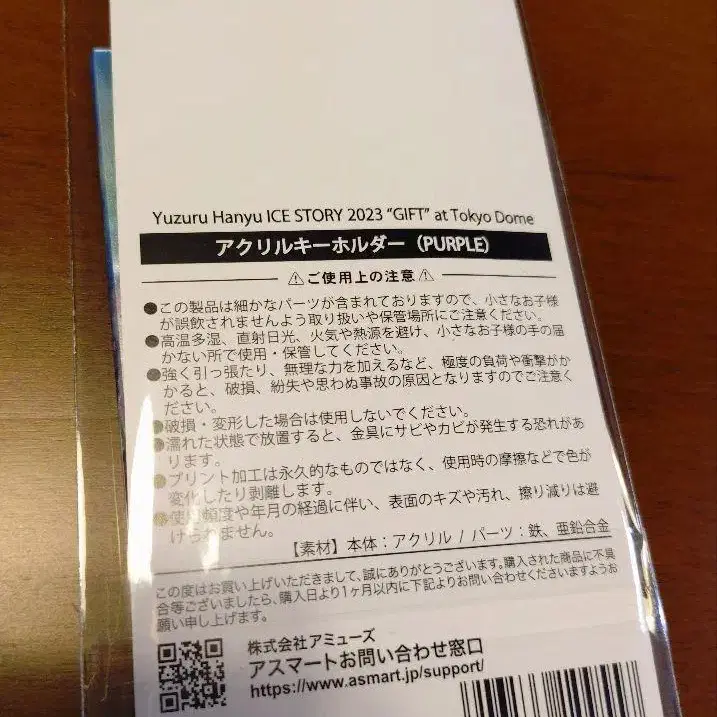 Yuzuru Hanyu ICE STORY 2023 “GIFT” at Tokyo Dome
アクリルキーホルダー（PURPLE）
⚠ご使用上の注意⚠
●この製品は細かなパーツが含まれておりますので、小さなお子様
が誤飲されませんよう取り扱いや保管場所にご注意ください。
●高温多湿、直射日光、火気や熱源を避け、小さなお子様の手の届
かない所で使用・保管してください。
●強く引っ張たり、無理な力を加えるなど、極度の負荷や衝撃がか
かると、破損、紛失や思わぬ事故の原因となりますのでご注意く
ださい。
●破損・変形した場合は使用しないでください。
●濡れた状態で放置すると、金具にサビやカビが発生する恐れがあ
ります。
●プリント加工は永久的なものではなく、使用時の摩擦などで色が
変化したり剥離します。
●使用頻度や年月の経過に伴い、表面のキズや汚れ、擦り減りは避
けられません。
【素材】本体：アクリル / パーツ：鉄、亜鉛合金
この度はお買い上げいただきまして、誠にありがとうございます。購入された商品に不具
合等ございましたら、購入日より1ヶ月以内に下記よりお問い合わせくださいますようお
願い申し上げます。
株式会社アミューズ
アスマートお問い合わせ窓口
https://www.asmart.jp/support/